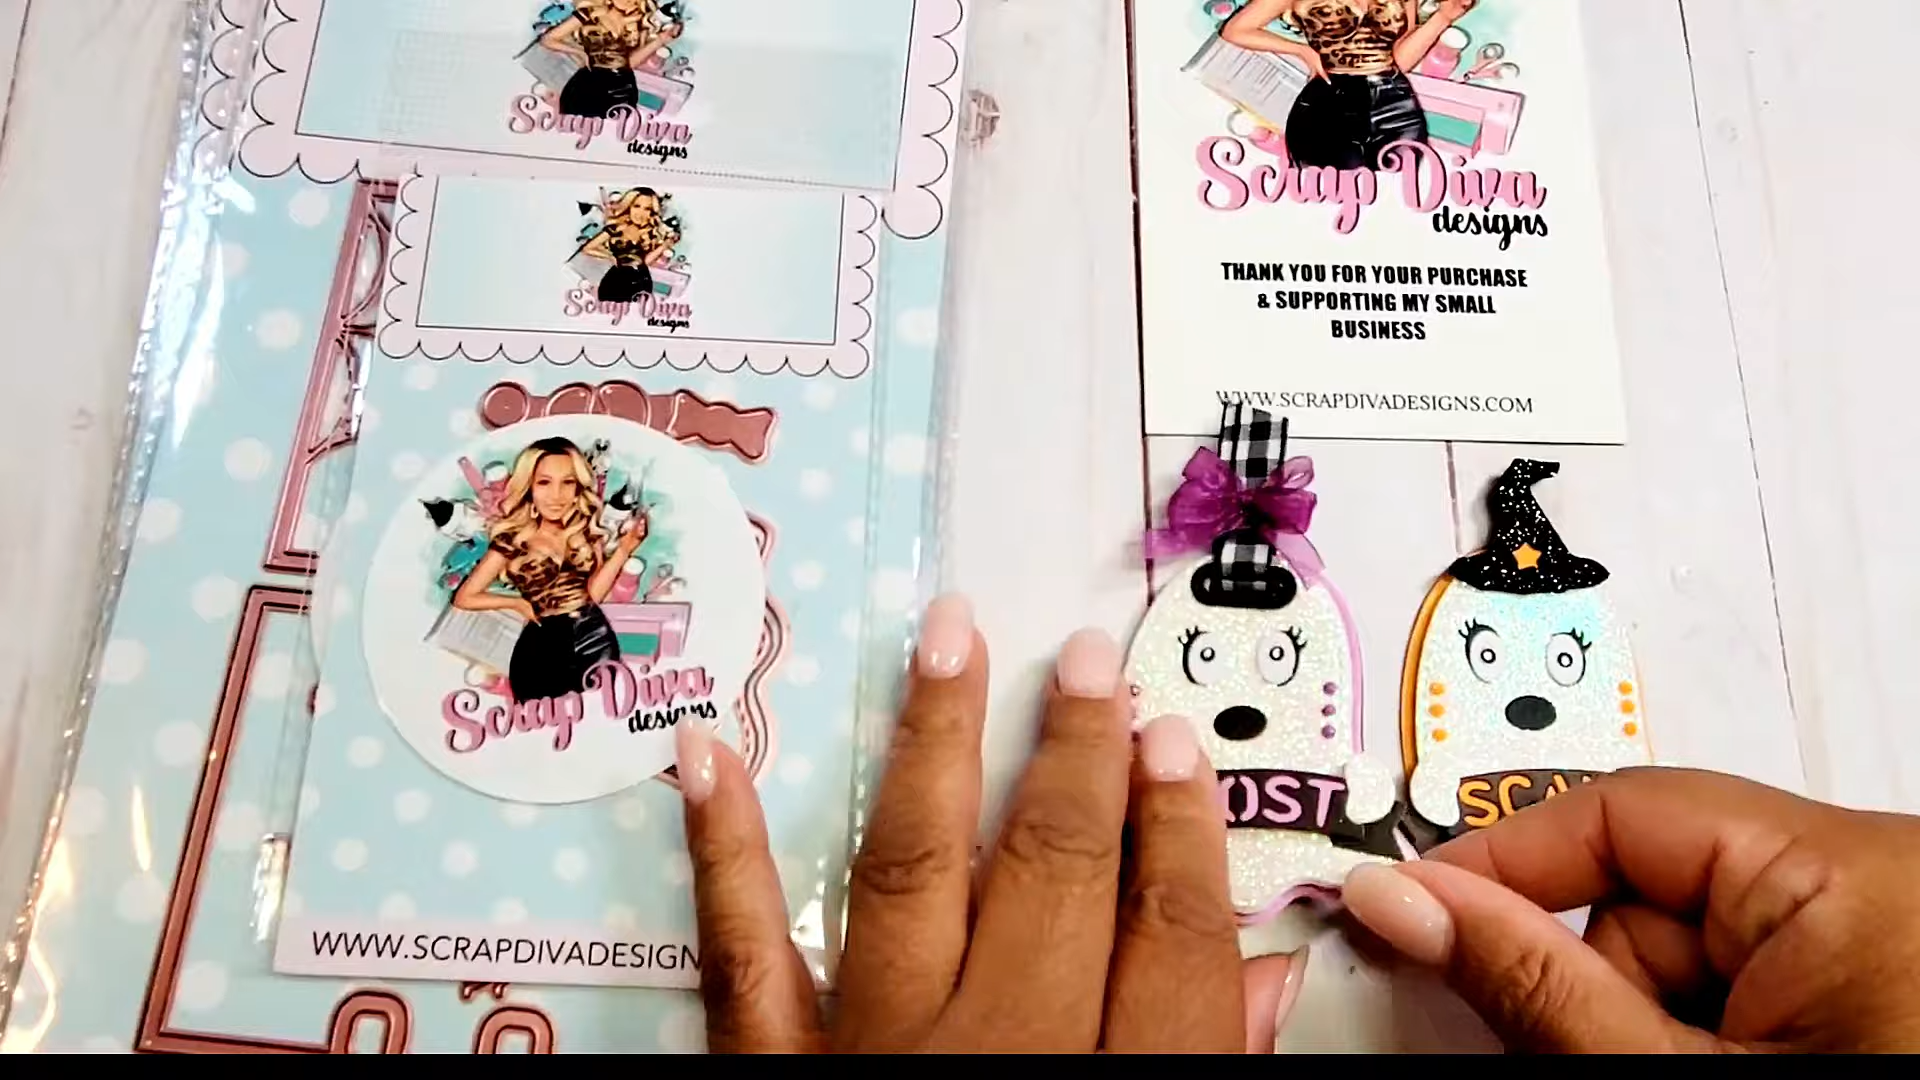 Scrap Diva
designs
Scrap Diva
designs
Scrap Diva
designs
WWW.SCRAPDIVADESIGN
Scrap Diva
designs
THANK YOU FOR YOUR PURCHASE
& SUPPORTING MY SMALL
BUSINESS
WWW.SCRAPDIVADESIGNS.COM
OST